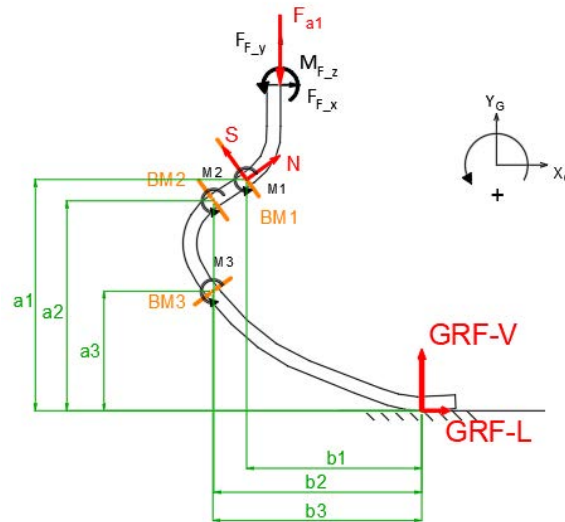 F_a1
F_F_y
M_F_z
F_F_x
Y_G
S
N
X
+
BM2
M2
M1
BM1
M3
BM3
a1
a2
a3
GRF-V
GRF-L
b1
b2
b3